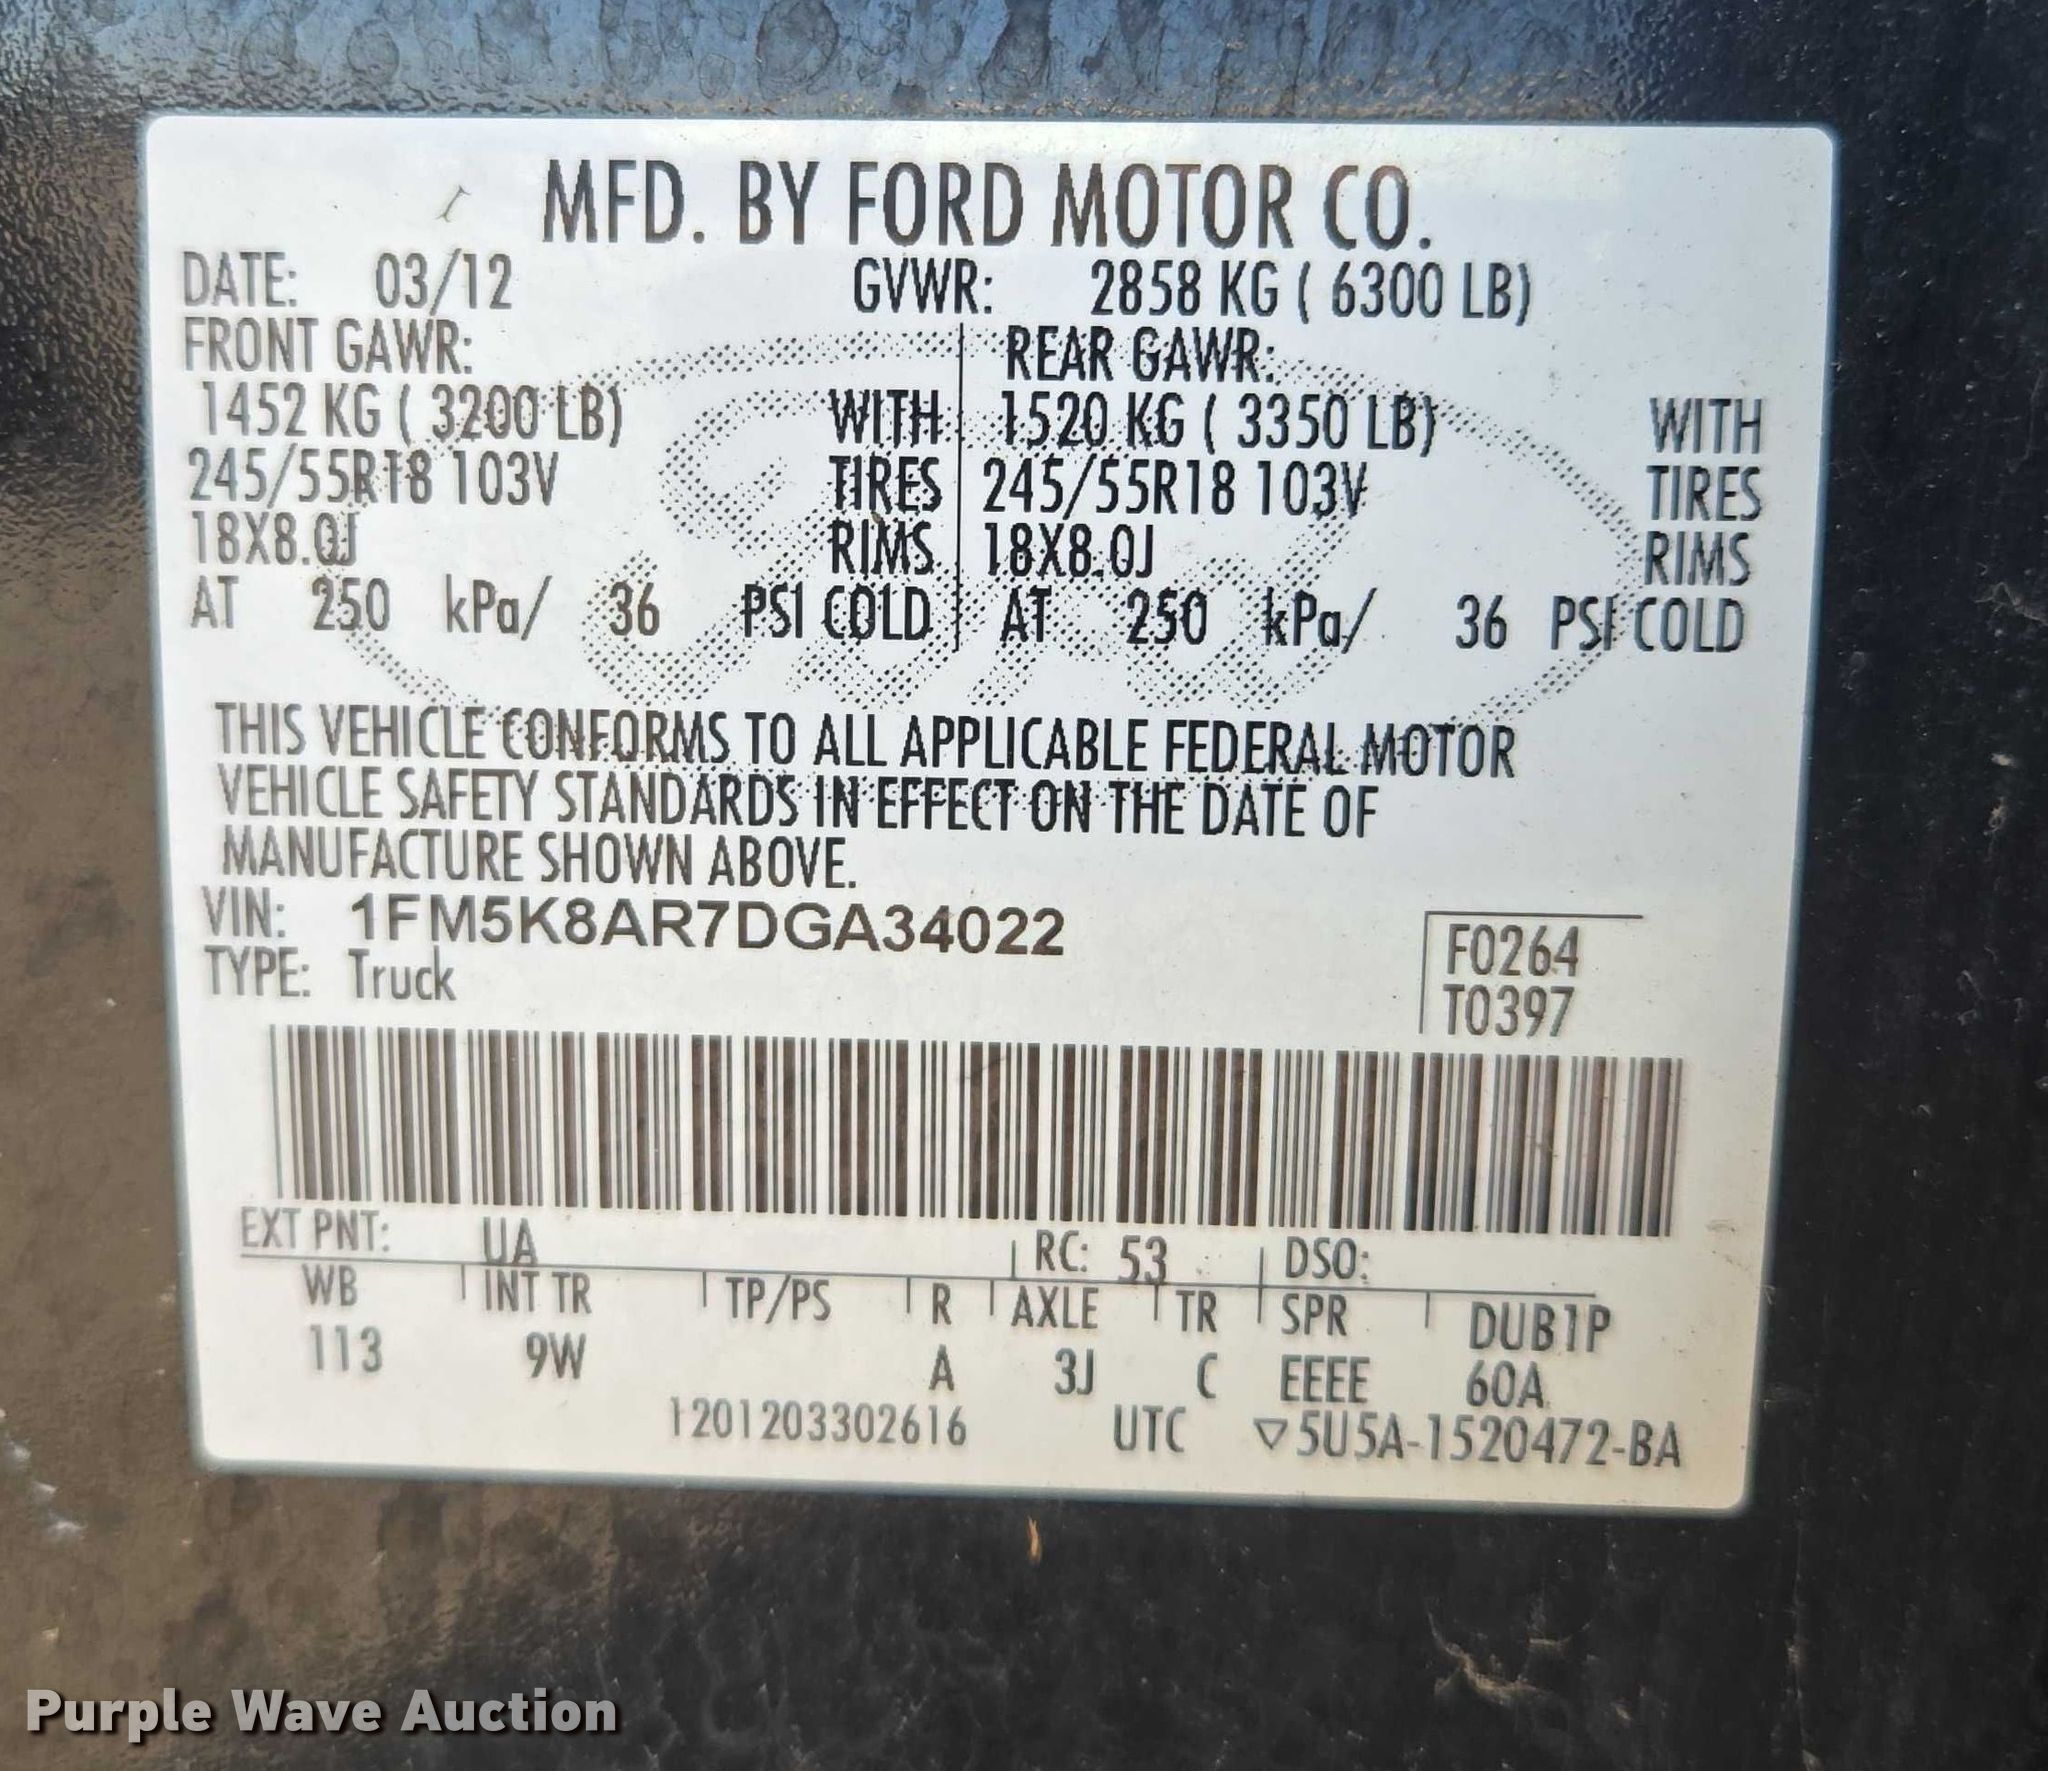 MFD. BY FORD MOTOR CO.
DATE: 03/12 GVWR: 2858 KG ( 6300 LB)
FRONT GAWR: REAR GAWR:
1452 KG ( 3200 LB) WITH 1520 KG ( 3350 LB) WITH
245/55R18 103V TIRES 245/55R18 103V TIRES
18X8.0J RIMS 18X8.0J RIMS
AT 250 kPa/ 36 PSI COLD AT 250 kPa/ 36 PSI COLD
THIS VEHICLE CONFORMS TO ALL APPLICABLE FEDERAL MOTOR
VEHICLE SAFETY STANDARDS IN EFFECT ON THE DATE OF
MANUFACTURE SHOWN ABOVE.
VIN: 1FM5K8AR7DGA34022
TYPE: Truck
F0264
T0397
EXT PNT: UA RC: 53 DSO:
WB INT TR TP/PS R AXLE TR SPR DUB1P
113 9W A 3J C EEEE 60A
1201203302616 UTC ▽5U5A-1520472-BA
Purple Wave Auction